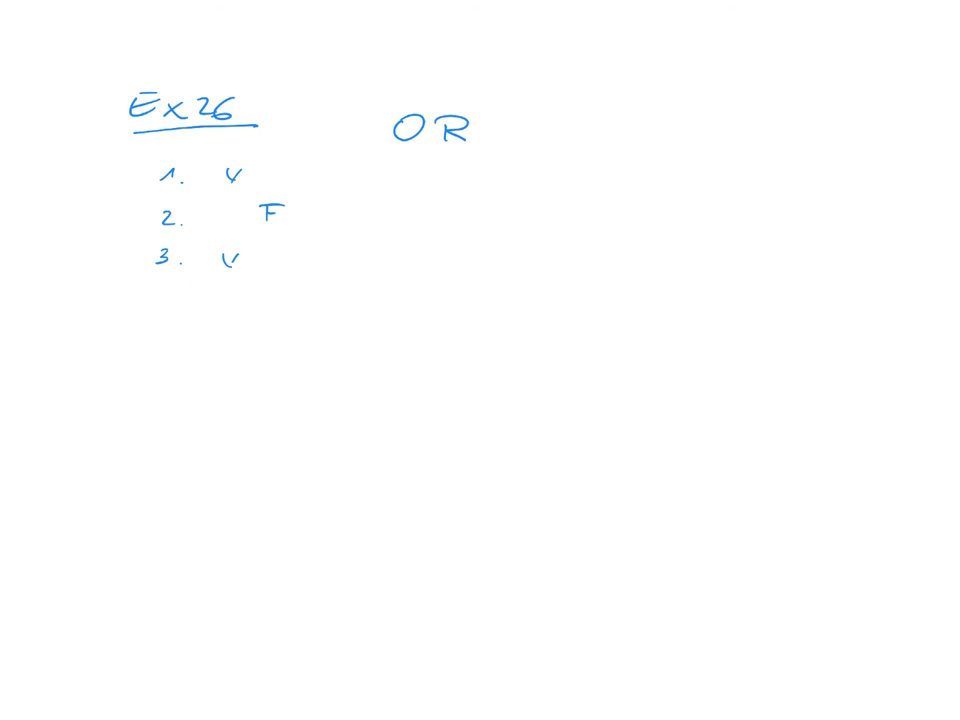 Ex 26
OR
1. V
2. F
3. V